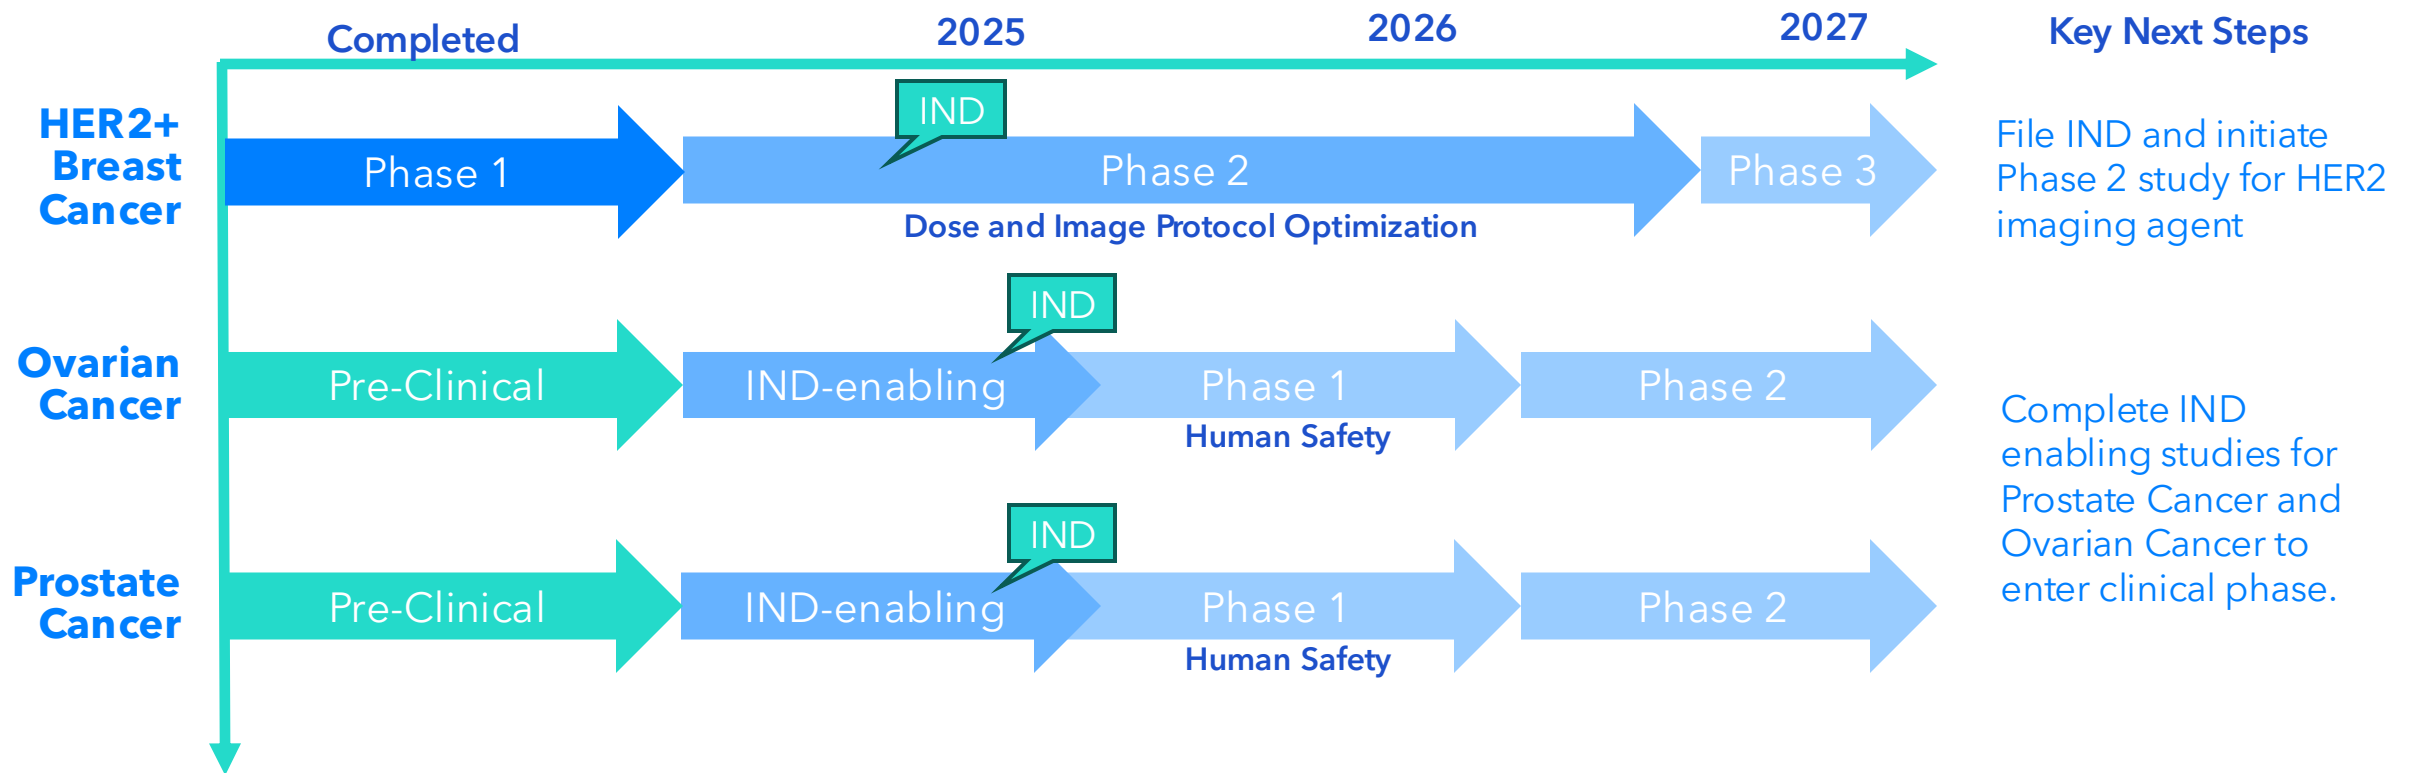 Completed
2025
2026
2027
Key Next Steps
HER2+
Breast
Cancer
Phase 1
IND
Phase 2
Phase 3
Dose and Image Protocol Optimization
File IND and initiate
Phase 2 study for HER2
imaging agent
Ovarian
Cancer
Pre-Clinical
IND-enabling
IND
Phase 1
Human Safety
Phase 2
Prostate
Cancer
Pre-Clinical
IND-enabling
IND
Phase 1
Human Safety
Phase 2
Complete IND
enabling studies for
Prostate Cancer and
Ovarian Cancer to
enter clinical phase.